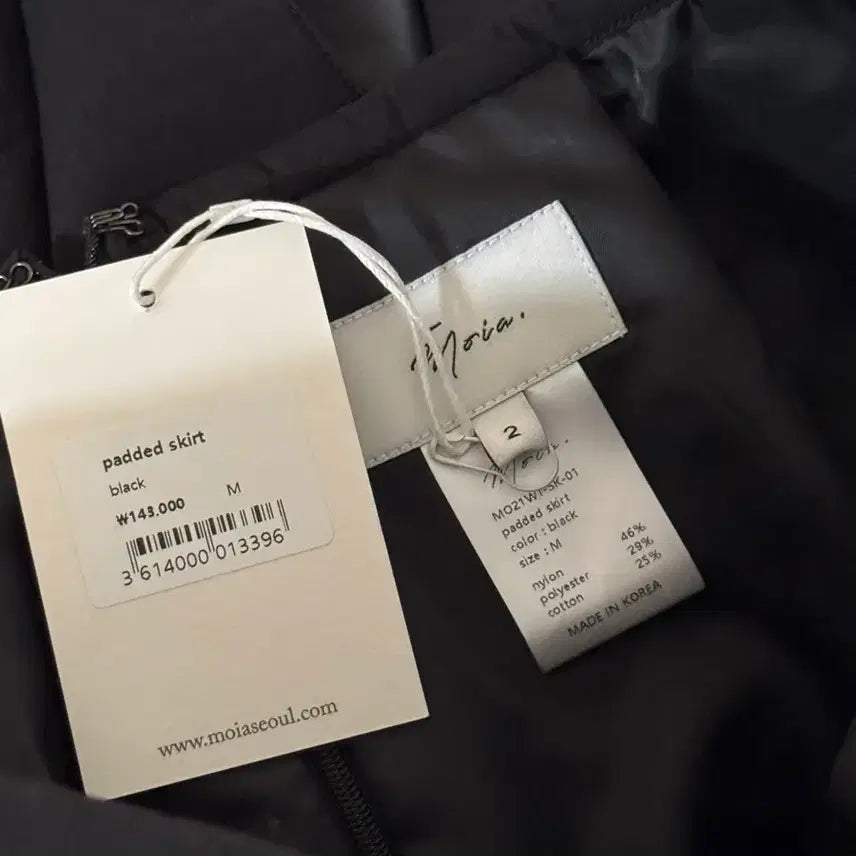 padded skirt
black
₩143.000 M
3 614000 013396
www.moiaseoul.com
Moia.
2
Moia.
MO21WT-SK-01
padded skirt
color : black
size : M
nylon 46%
polyester 29%
cotton 25%
MADE IN KOREA